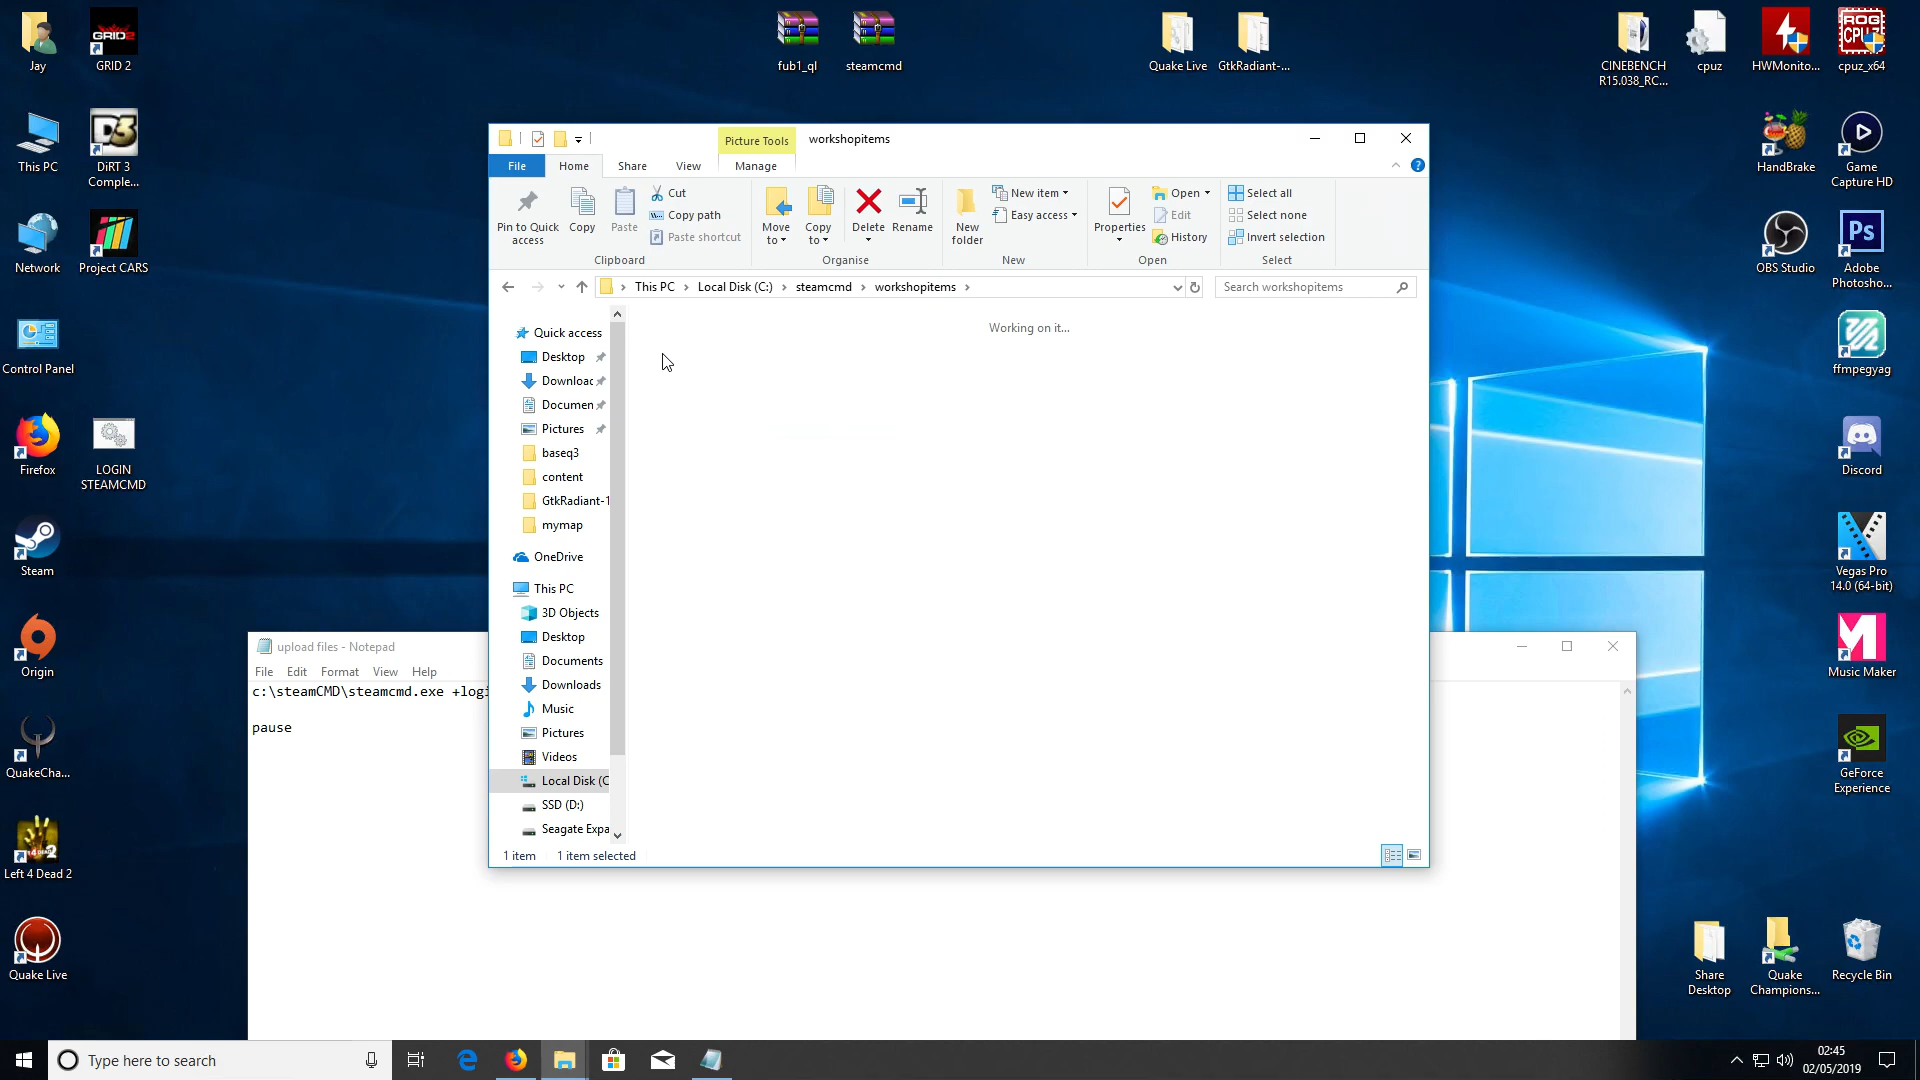 Jay
GRID 2
fub1_ql
steamcmd
Quake Live
GtkRadiant-...
CINEBENCH
R15.038_RC...
cpuz
HWMonito...
cpuz_x64
This PC
DiRT 3
Comple...
HandBrake
Game
Capture HD
Network
Project CARS
OBS Studio
Adobe
Photosho...
Control Panel
ffmpegyag
Firefox
LOGIN
STEAMCMD
Discord
Steam
Vegas Pro
14.0 (64-bit)
Origin
Music Maker
QuakeCha...
GeForce
Experience
Left 4 Dead 2
Quake Live
Share
Desktop
Quake
Champions...
Recycle Bin
Picture Tools
workshopitems
File
Home
Share
View
Manage
Pin to Quick
access
Copy
Paste
Cut
Copy path
Paste shortcut
Clipboard
Move
to
Copy
to
Delete
Rename
Organise
New
folder
New item
Easy access
New
Properties
Open
Edit
History
Open
Select all
Select none
Invert selection
Select
This PC
Local Disk (C:)
steamcmd
workshopitems
Search workshopitems
Working on it...
Quick access
Desktop
Downloac
Documen
Pictures
baseq3
content
GtkRadiant-1
mymap
OneDrive
This PC
3D Objects
Desktop
Documents
Downloads
Music
Pictures
Videos
Local Disk (C
SSD (D:)
Seagate Expa
1 item
1 item selected
upload files - Notepad
File
Edit
Format
View
Help
c:\steamCMD\steamcmd.exe +logi
pause
Type here to search
02:45
02/05/2019